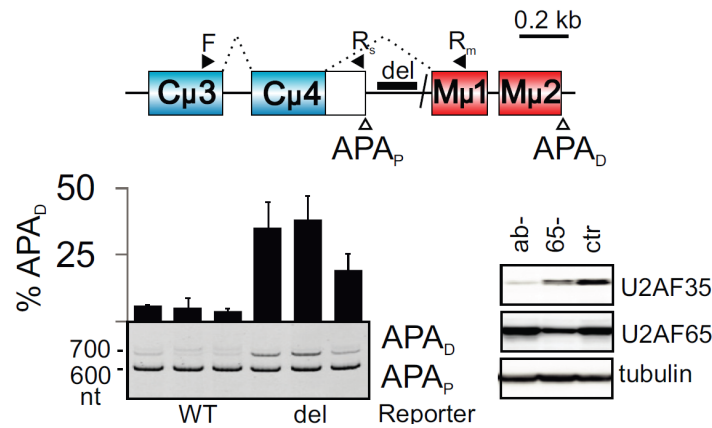 0.2 kb
F
Rs
Rm
del
Cµ3
Cµ4
Mµ1
Mµ2
APAP
APAD
50
25
% APAD
700 -
600 -
nt
APAD
APAP
WT
del
Reporter
ab-
65-
ctr
U2AF35
U2AF65
tubulin